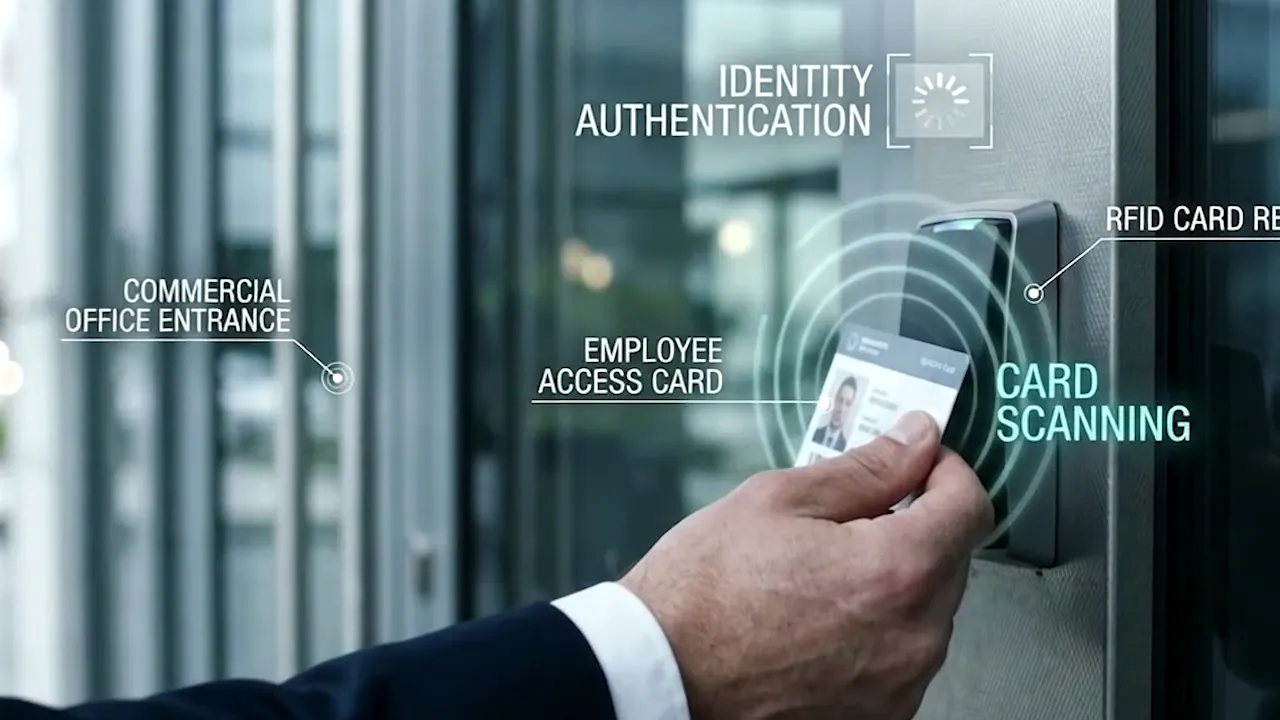 IDENTITY
AUTHENTICATION
RFID CARD RE
COMMERCIAL
OFFICE ENTRANCE
EMPLOYEE
ACCESS CARD
CARD
SCANNING